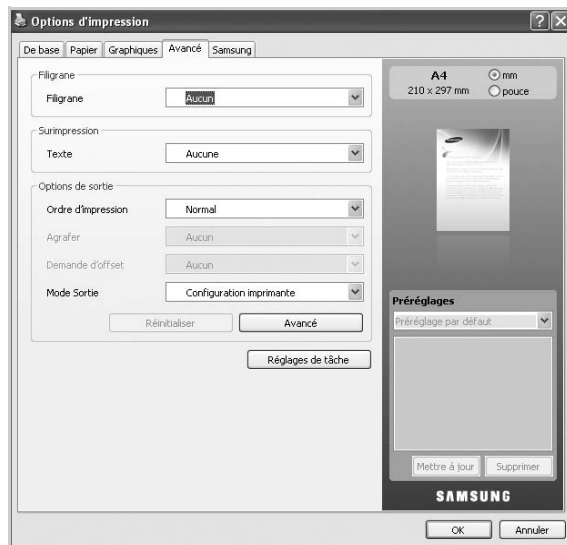 Options d'impression
De base Papier Graphiques Avancé Samsung
Filigrane
Filigrane Aucun
Surimpression
Texte Aucune
Options de sortie
Ordre d'impression Normal
Agrafer Aucun
Demande d'offset Aucun
Mode Sortie Configuration imprimante
Réinitialiser Avancé
Réglages de tâche
A4
210 x 297 mm
mm
pouce
Préréglages
Préréglage par défaut
Mettre à jour Supprimer
SAMSUNG
OK Annuler